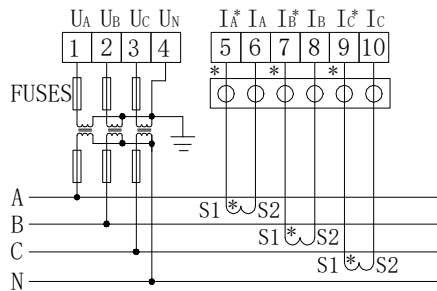 UA UB UC UN IA* IA IB* IB IC* IC
1 2 3 4 5 6 7 8 9 10
* * *
FUSES
A
S1 * S2
B
S1 * S2
C
S1 * S2
N